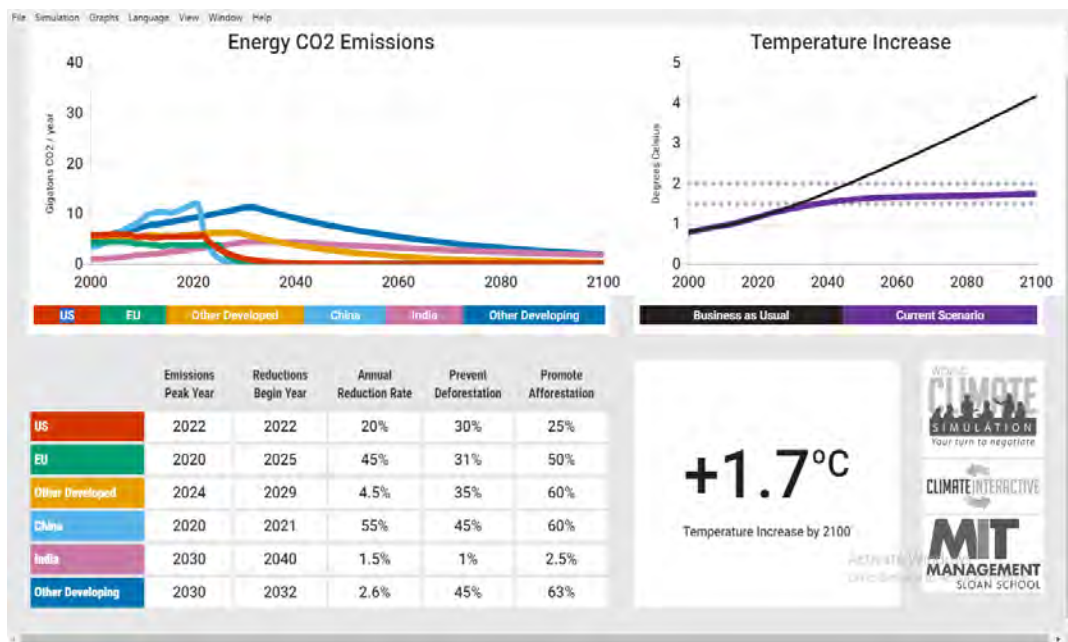 File Simulation Graphs Language View Window Help
Energy CO2 Emissions
Gigatons CO2 / year
40
30
20
10
0
2000 2020 2040 2060 2080 2100
US EU Other Developed China India Other Developing
Temperature Increase
Degrees Celsius
5
4
3
2
1
0
2000 2020 2040 2060 2080 2100
Business as Usual Current Scenario
Emissions Peak Year Reductions Begin Year Annual Reduction Rate Prevent Deforestation Promote Afforestation
US 2022 2022 20% 30% 25%
EU 2020 2025 45% 31% 50%
Other Developed 2024 2029 4.5% 35% 60%
China 2020 2021 55% 45% 60%
India 2030 2040 1.5% 1% 2.5%
Other Developing 2030 2032 2.6% 45% 63%
+1.7°C
Temperature Increase by 2100
WORLD
CLIMATE
SIMULATION
Your turn to negotiate
CLIMATE INTERACTIVE
MIT
MANAGEMENT
SLOAN SCHOOL